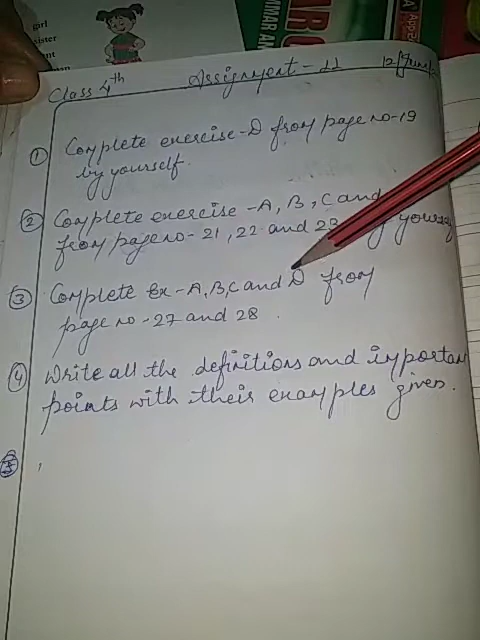 girl
Class 4th Assignment - 11 12/June
① Complete exercise-D from page no-19
by yourself.
② Complete exercise -A, B, C and
from page no - 21, 22 and 23
③ Complete Ex-A, B, C and D from
page no - 27 and 28.
④ Write all the definitions and important
points with their examples given.
⑤